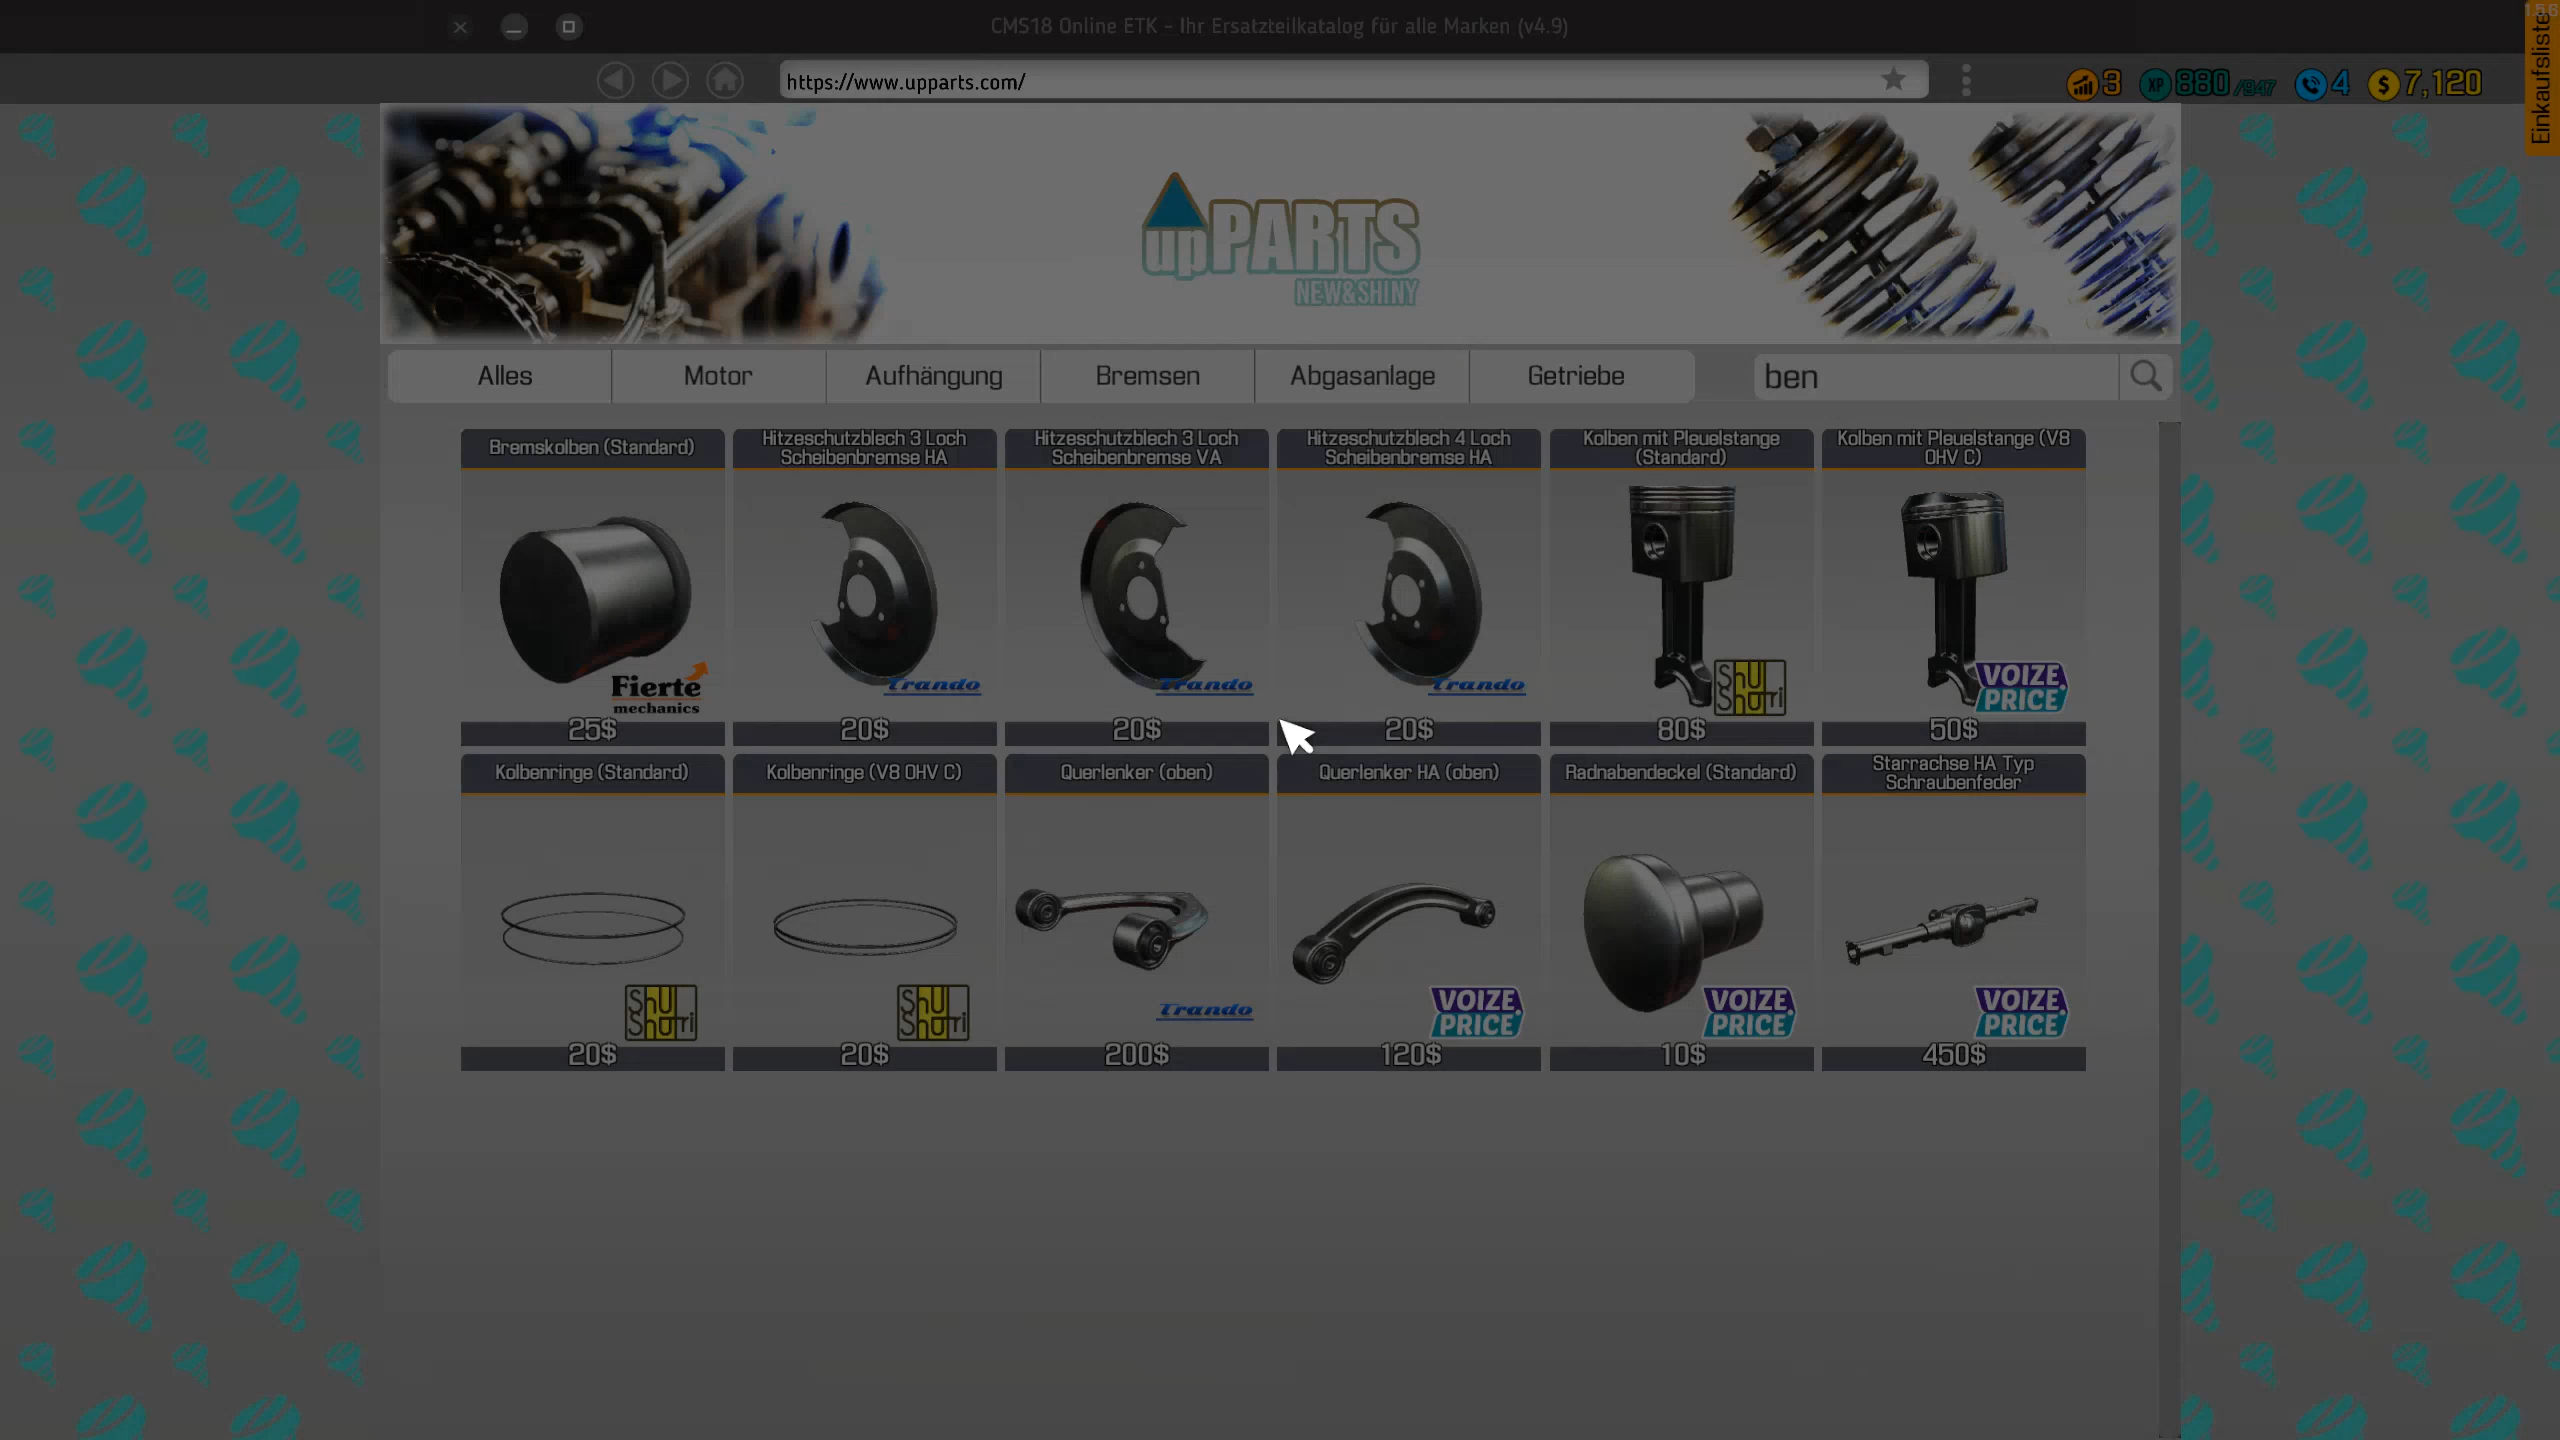 CMS18 Online ETK - Ihr Ersatzteilkatalog für alle Marken (v4.9)
1.5.6
https://www.upparts.com/
3
XP 880 /947
4
$ 7,120
Einkaufsliste
upPARTS
NEW&SHINY
Alles
Motor
Aufhängung
Bremsen
Abgasanlage
Getriebe
ben
Bremskolben (Standard)
Fierte
mechanics
25$
Hitzeschutzblech 3 Loch
Scheibenbremse HA
Trando
20$
Hitzeschutzblech 3 Loch
Scheibenbremse VA
Trando
20$
Hitzeschutzblech 4 Loch
Scheibenbremse HA
Trando
20$
Kolben mit Pleuelstange
(Standard)
80$
Kolben mit Pleuelstange (V8
OHV C)
VOIZE
PRICE
50$
Kolbenringe (Standard)
20$
Kolbenringe (V8 OHV C)
20$
Querlenker (oben)
Trando
200$
Querlenker HA (oben)
VOIZE
PRICE
120$
Radnabendeckel (Standard)
VOIZE
PRICE
10$
Starrachse HA Typ
Schraubenfeder
VOIZE
PRICE
450$